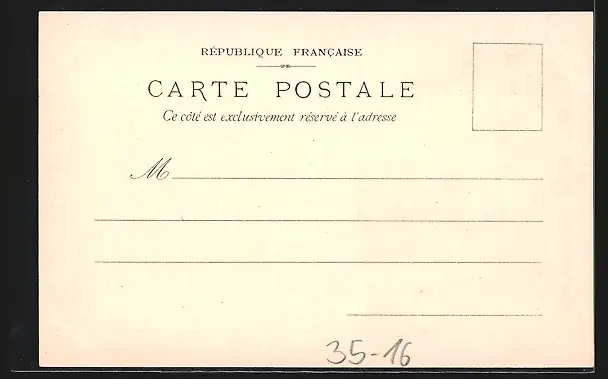 RÉPUBLIQUE FRANÇAISE
CARTE POSTALE
Ce côté est exclusivement réservé à l'adresse
M
35-16